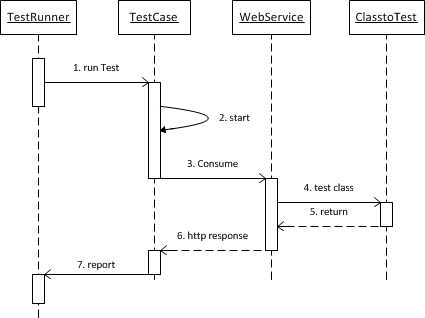 TestRunner
TestCase
WebService
ClasstoTest
1. run Test
2. start
3. Consume
4. test class
5. return
6. http response
7. report